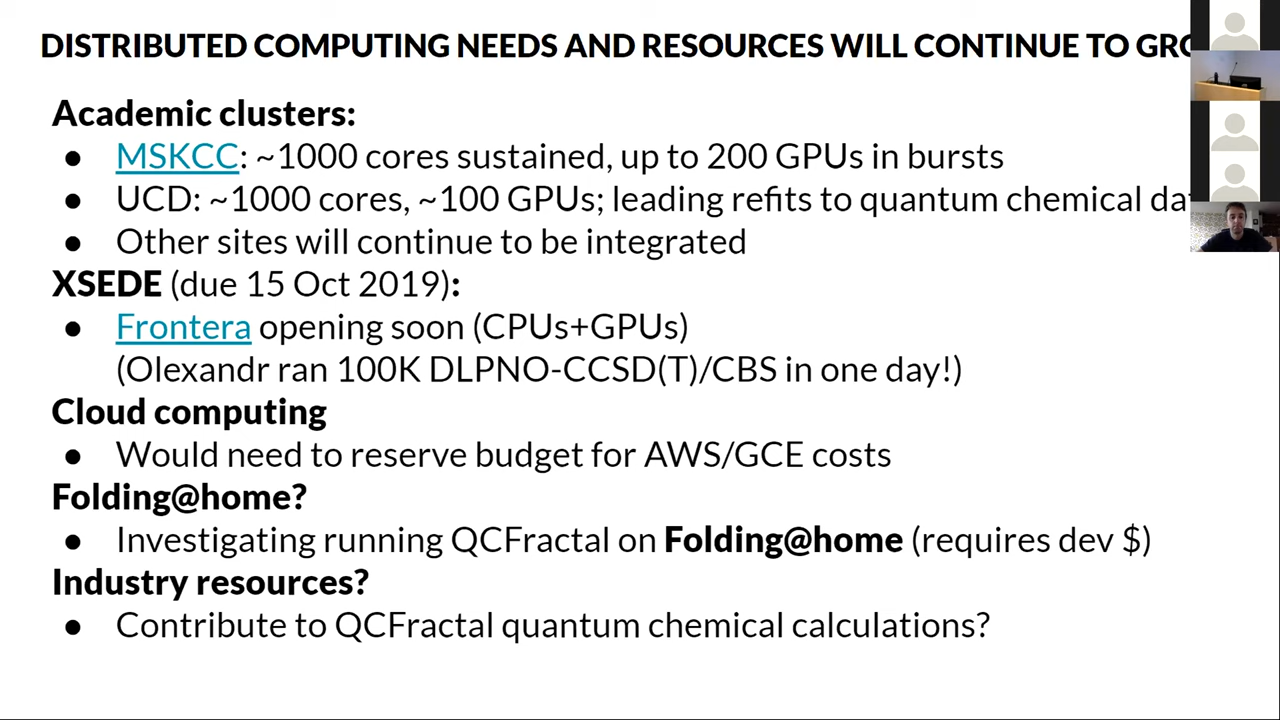 DISTRIBUTED COMPUTING NEEDS AND RESOURCES WILL CONTINUE TO
Academic clusters:
● MSKCC: ~1000 cores sustained, up to 200 GPUs in bursts
● UCD: ~1000 cores, ~100 GPUs; leading refits to quantum chemical
● Other sites will continue to be integrated
XSEDE (due 15 Oct 2019):
● Frontera opening soon (CPUs+GPUs)
(Olexandr ran 100K DLPNO-CCSD(T)/CBS in one day!)
Cloud computing
● Would need to reserve budget for AWS/GCE costs
Folding@home?
● Investigating running QCFractal on Folding@home (requires dev $)
Industry resources?
● Contribute to QCFractal quantum chemical calculations?